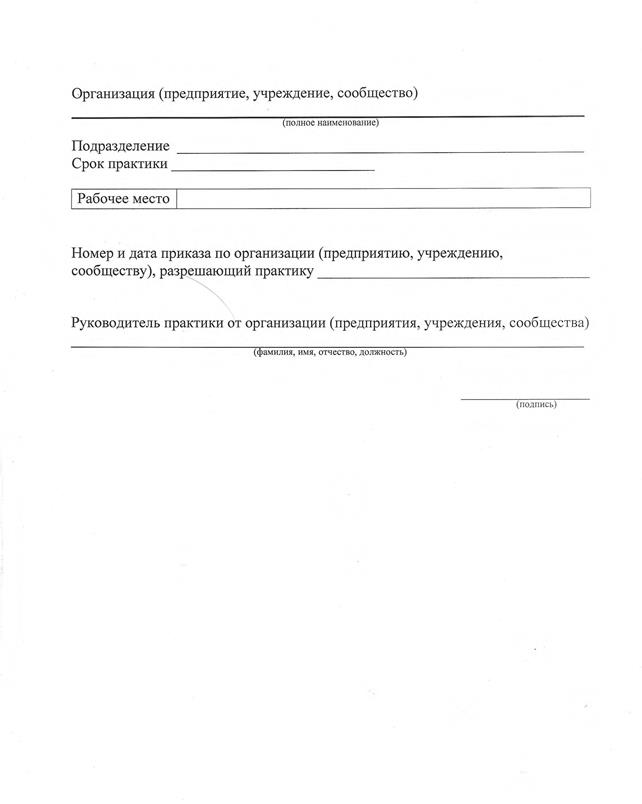 Организация (предприятие, учреждение, сообщество)
(полное наименование)
Подразделение
Срок практики
Рабочее место
Номер и дата приказа по организации (предприятию, учреждению,
сообществу), разрешающий практику
Руководитель практики от организации (предприятия, учреждения, сообщества)
(фамилия, имя, отчество, должность)
(подпись)